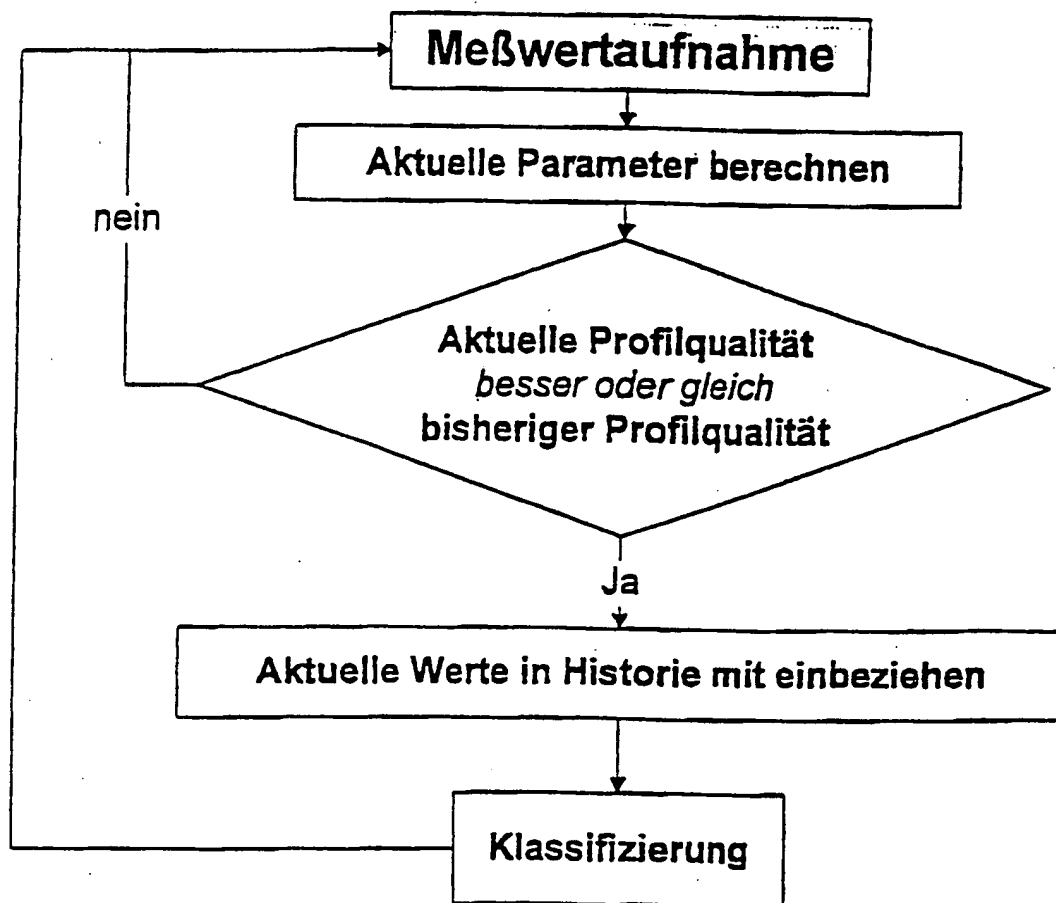 Meßwertaufnahme
Aktuelle Parameter berechnen
nein
Aktuelle Profilqualität
besser oder gleich
bisheriger Profilqualität
Ja
Aktuelle Werte in Historie mit einbeziehen
Klassifizierung